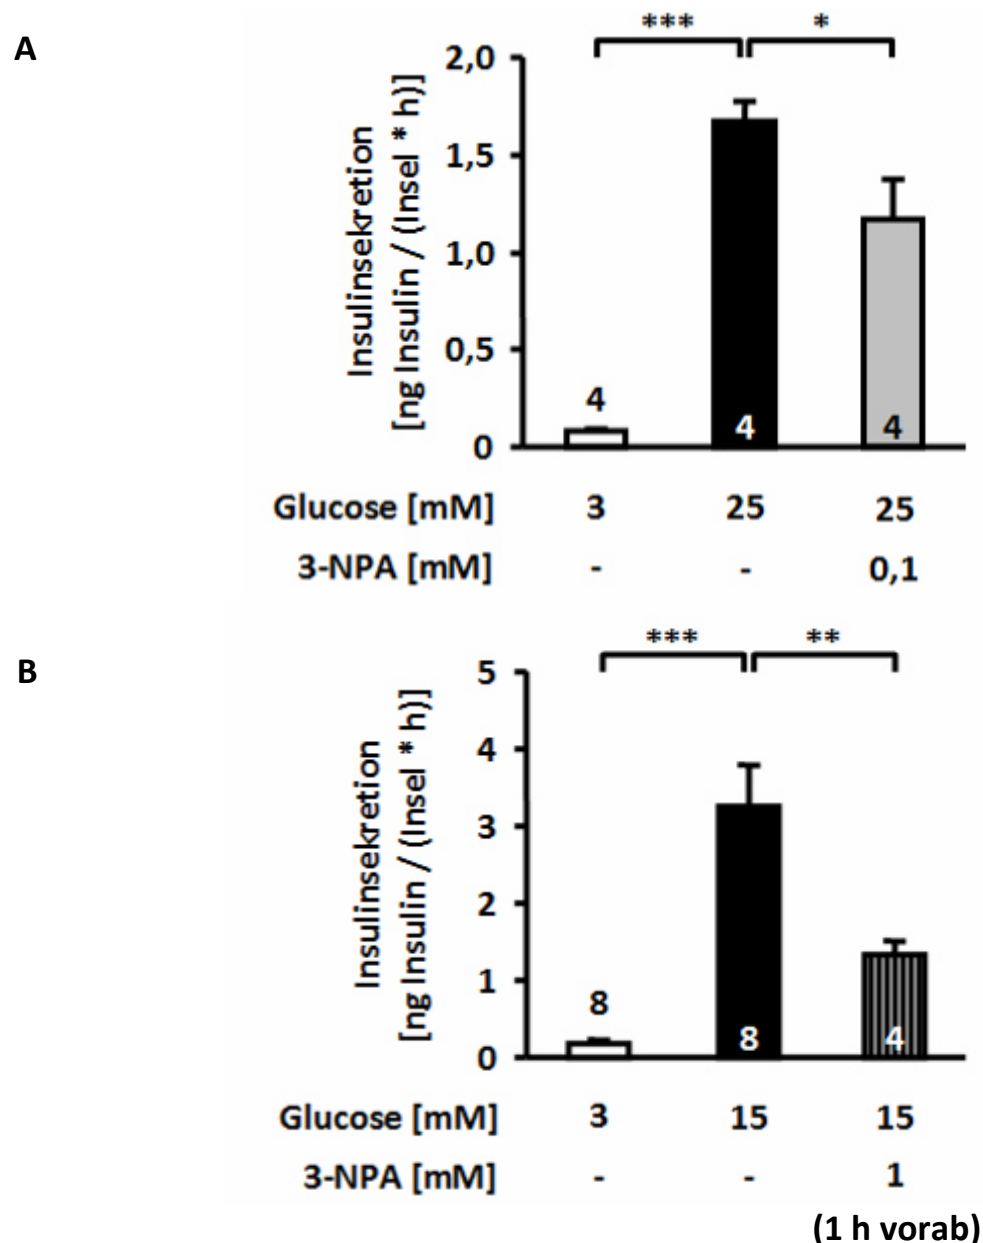 A
*** *
2,0
1,5
1,0
0,5
0
Insulinsekretion
[ng Insulin / (Insel * h)]
4 4 4
Glucose [mM] 3 25 25
3-NPA [mM] - - 0,1
B
*** **
5
4
3
2
1
0
Insulinsekretion
[ng Insulin / (Insel * h)]
8 8 4
Glucose [mM] 3 15 15
3-NPA [mM] - - 1
(1 h vorab)